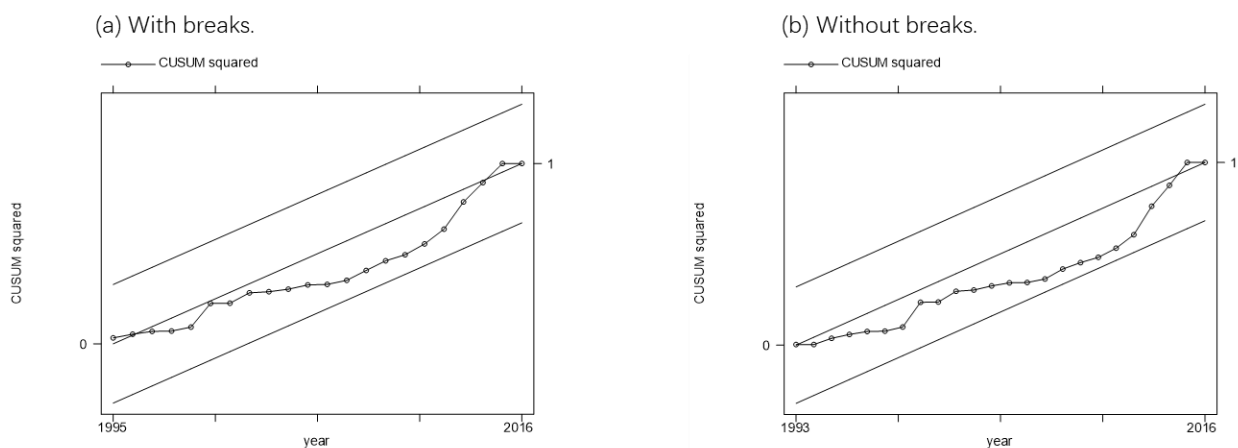 (a) With breaks.
CUSUM squared
CUSUM squared
1
0
1995
2016
year
(b) Without breaks.
CUSUM squared
CUSUM squared
1
0
1993
2016
year